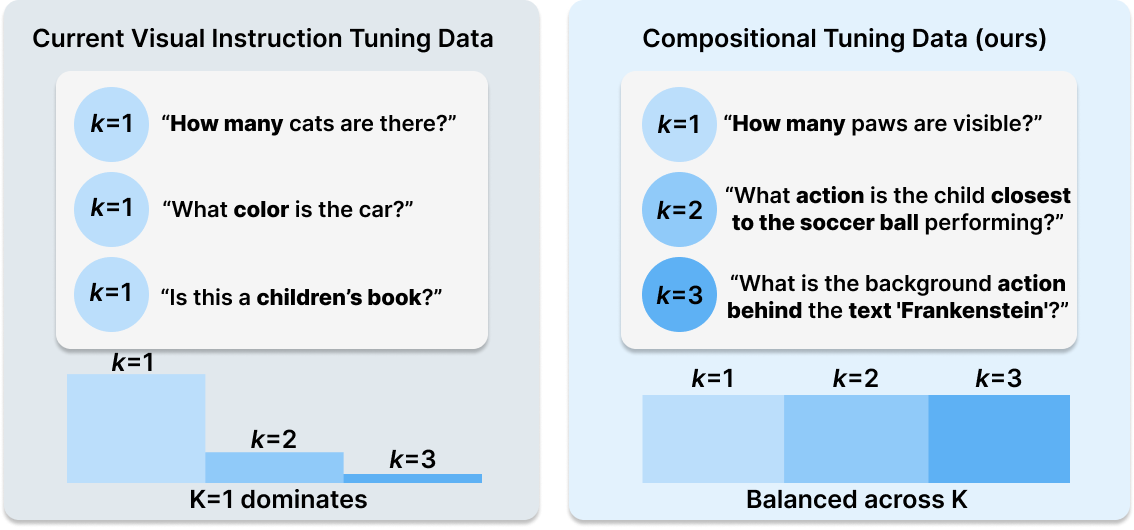 Current Visual Instruction Tuning Data
k=1 “How many cats are there?”
k=1 “What color is the car?”
k=1 “Is this a children’s book?”
k=1
k=2
k=3
K=1 dominates
Compositional Tuning Data (ours)
k=1 “How many paws are visible?”
k=2 “What action is the child closest
to the soccer ball performing?”
k=3 “What is the background action
behind the text 'Frankenstein'?”
k=1 k=2 k=3
Balanced across K